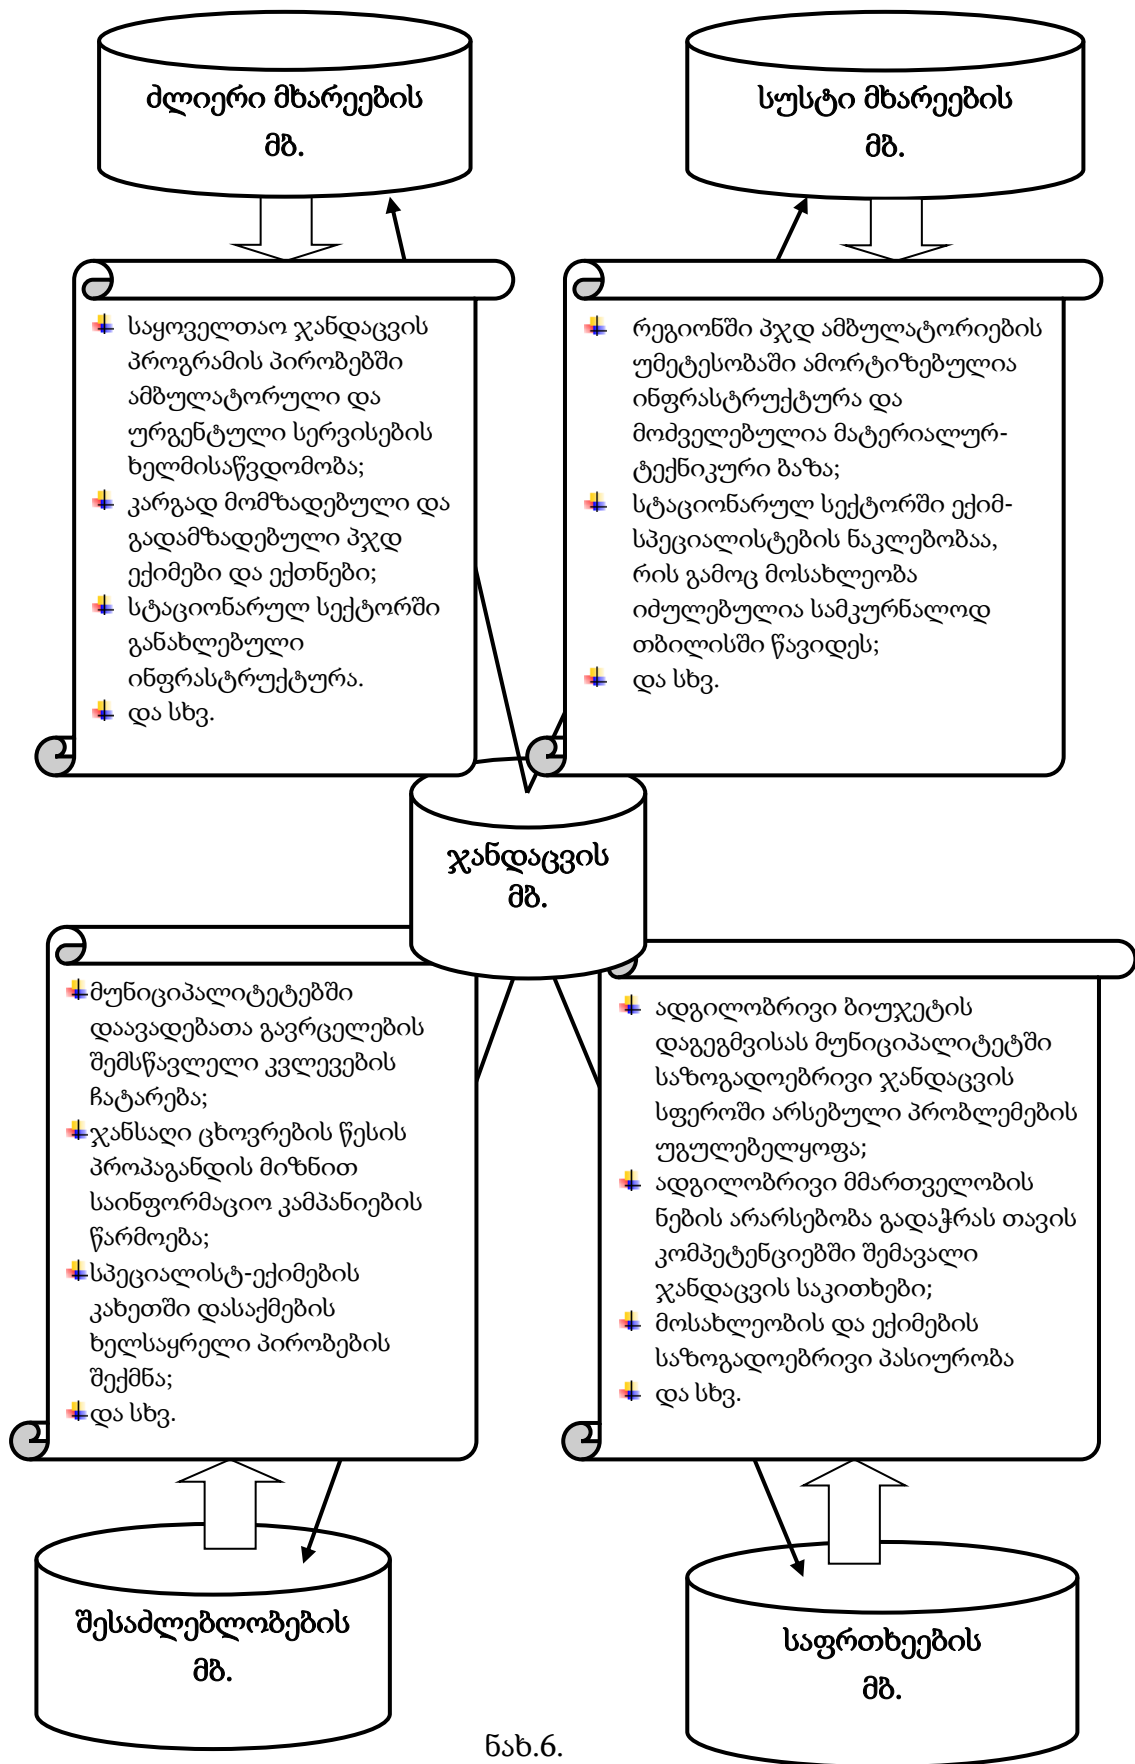 ძლიერი მხარეების
მბ.
სუსტი მხარეების
მბ.
საყოველთაო ჯანდაცვის
პროგრამის პირობებში
ამბულატორული და
ურგენტული სერვისების
ხელმისაწვდომობა;
კარგად მომზადებული და
გადამზადებული პჯდ
ექიმები და ექთნები;
სტაციონარულ სექტორში
განახლებული
ინფრასტრუქტურა.
და სხვ.
რეგიონში პჯდ ამბულატორიების
უმეტესობაში ამორტიზებულია
ინფრასტრუქტურა და
მოძველებულია მატერიალურ-
ტექნიკური ბაზა;
სტაციონარულ სექტორში ექიმ-
სპეციალისტების ნაკლებობაა,
რის გამოც მოსახლეობა
იძულებულია სამკურნალოდ
თბილისში წავიდეს;
და სხვ.
ჯანდაცვის
მბ.
მუნიციპალიტეტებში
დაავადებათა გავრცელების
შემსწავლელი კვლევების
ჩატარება;
ჯანსაღი ცხოვრების წესის
პროპაგანდის მიზნით
საინფორმაციო კამპანიების
წარმოება;
სპეციალისტ-ექიმების
კახეთში დასაქმების
ხელსაყრელი პირობების
შექმნა;
და სხვ.
ადგილობრივი ბიუჯეტის
დაგეგმვისას მუნიციპალიტეტში
საზოგადოებრივი ჯანდაცვის
სფეროში არსებული პრობლემების
უგულებელყოფა;
ადგილობრივი მმართველობის
ნების არარსებობა გადაჭრას თავის
კომპეტენციებში შემავალი
ჯანდაცვის საკითხები;
მოსახლეობის და ექიმების
საზოგადოებრივი პასიურობა
და სხვ.
შესაძლებლობების
მბ.
საფრთხეების
მბ.
ნახ.6.